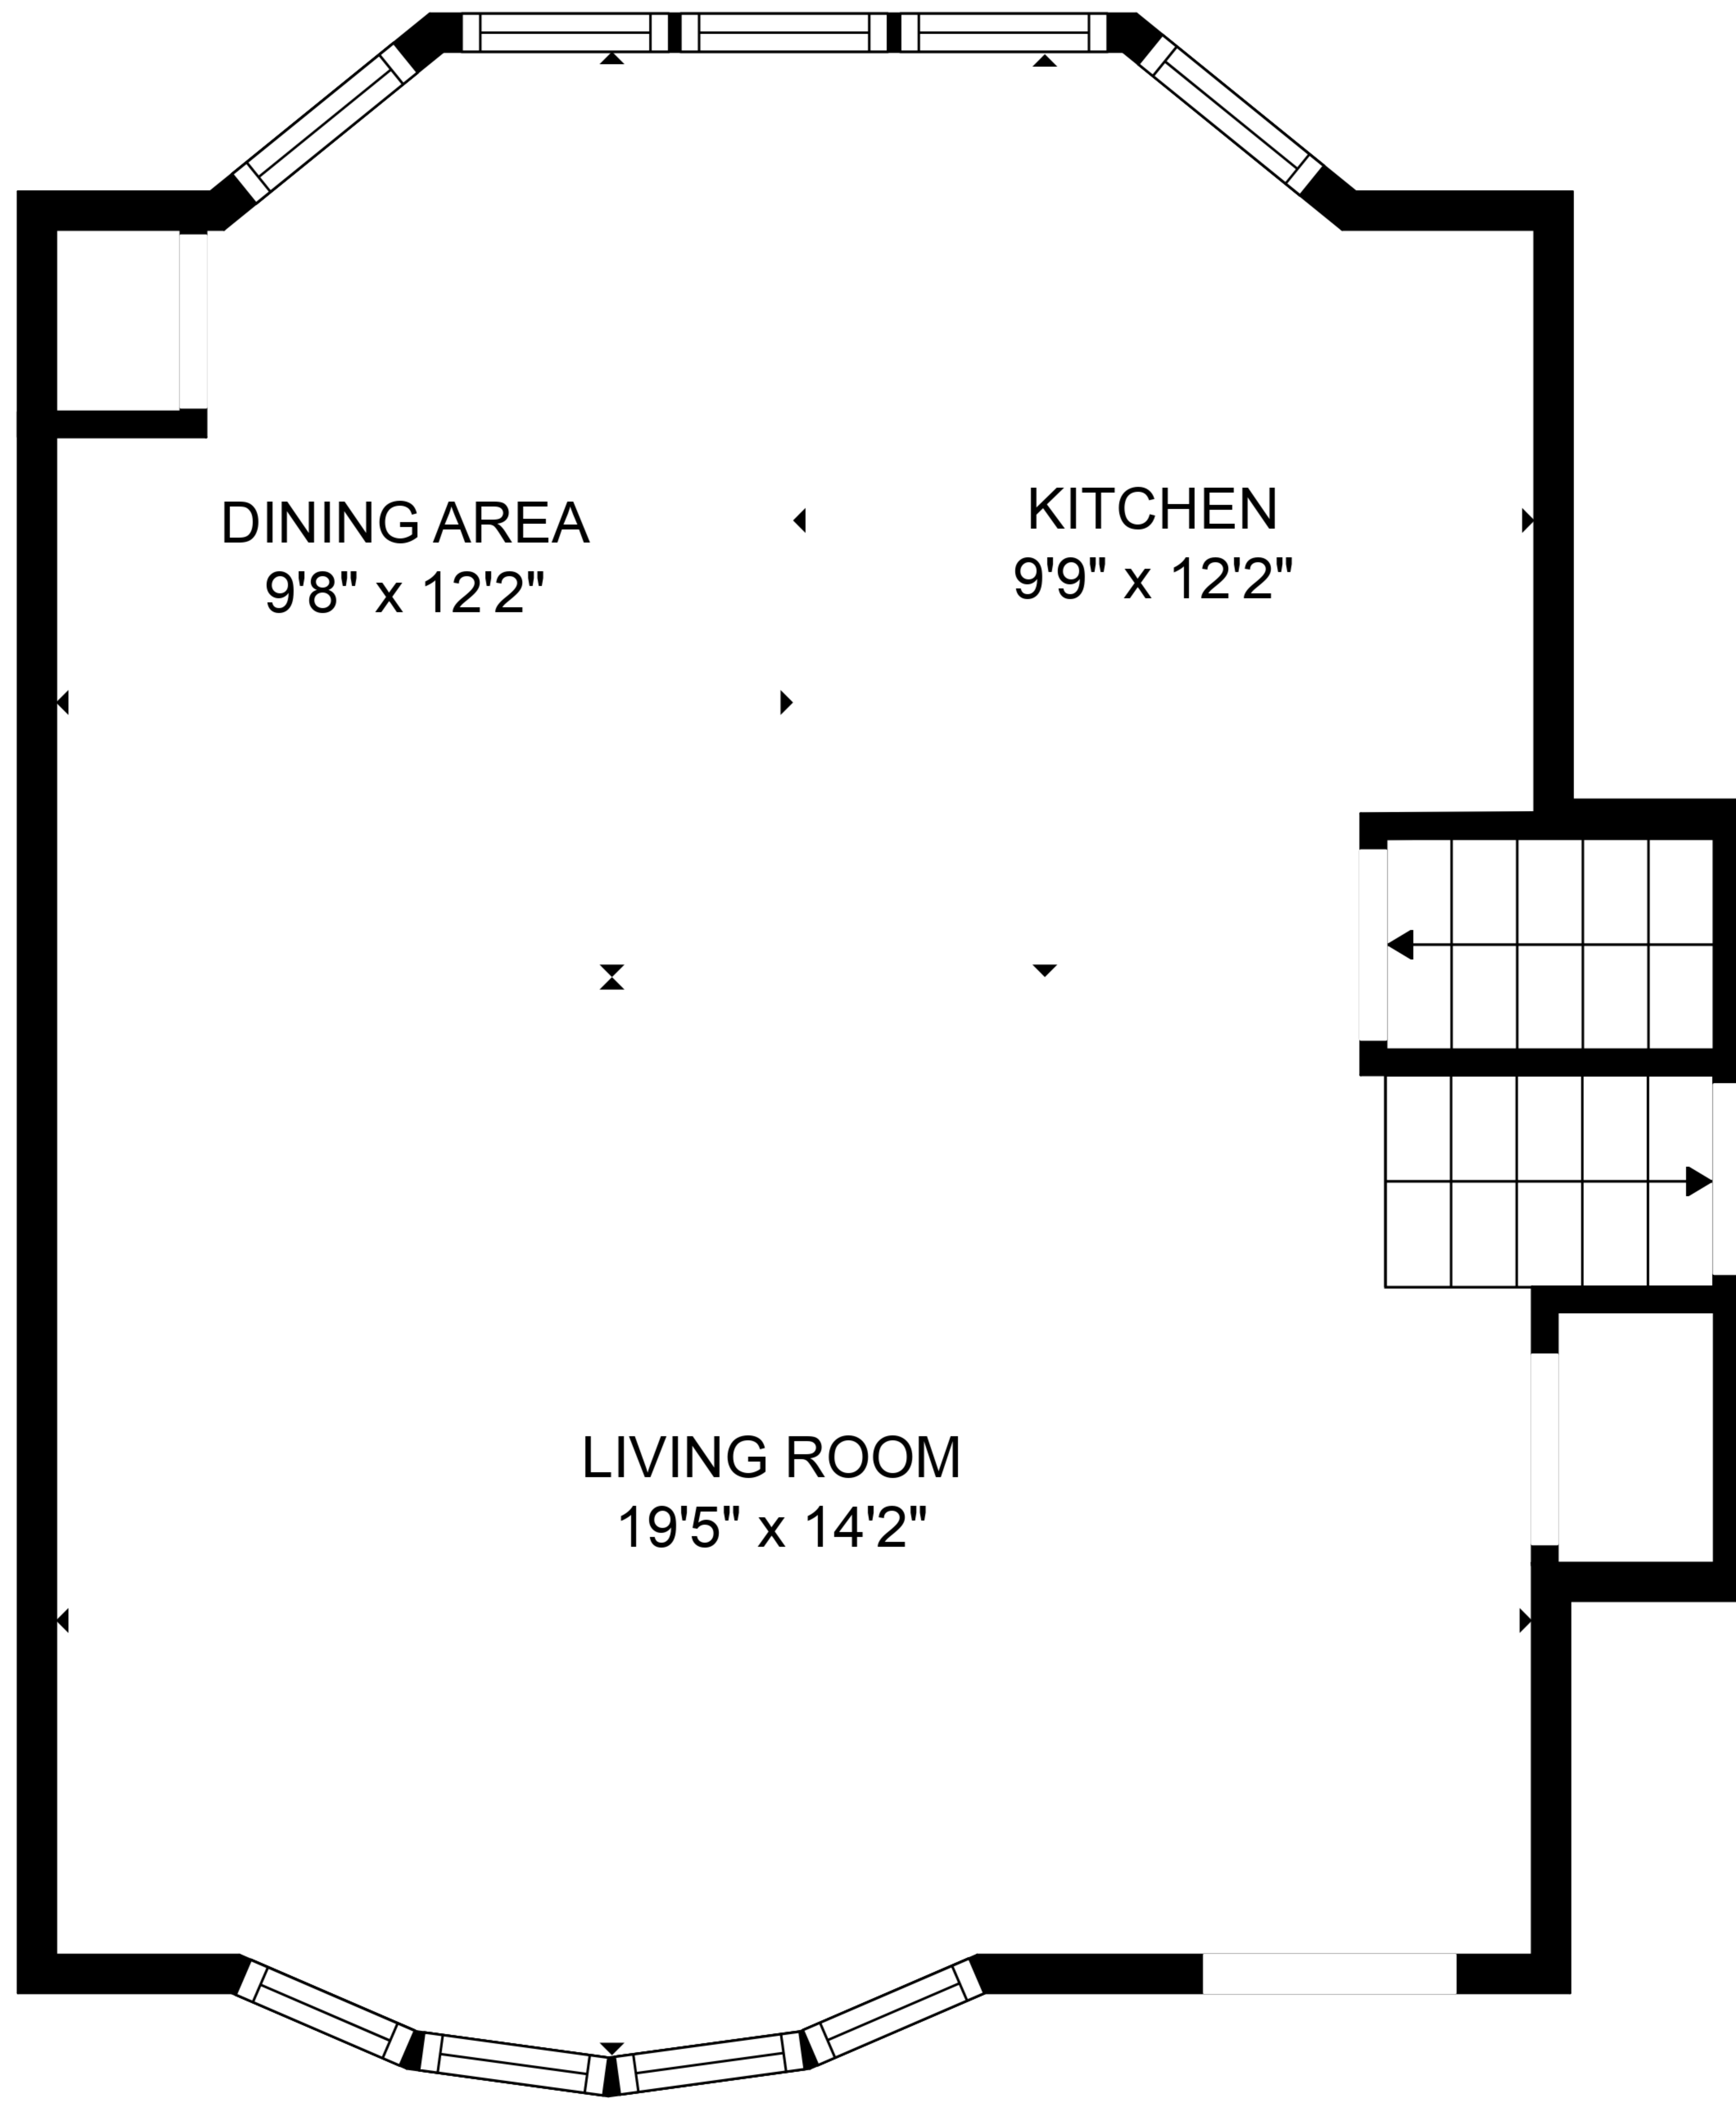 DINING AREA
9'8" x 12'2"
KITCHEN
9'9" x 12'2"
LIVING ROOM
19'5" x 14'2"